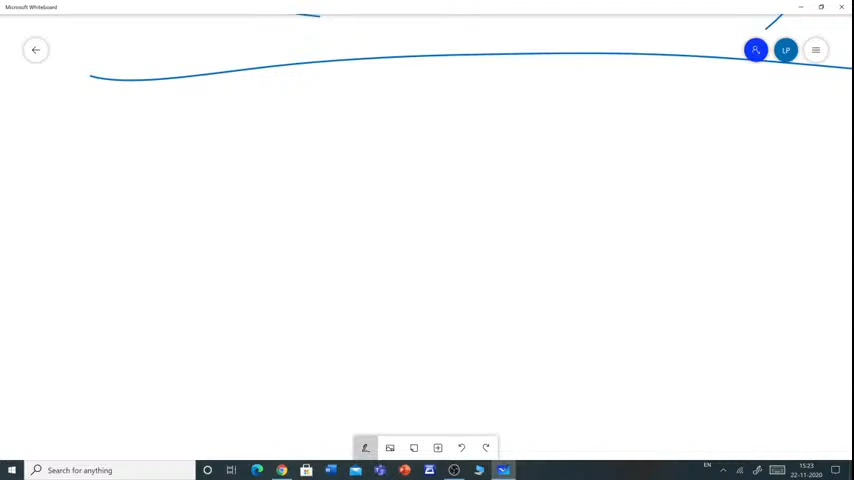 Microsoft Whiteboard
LP
Search for anything
EN
15:23
22-11-2020